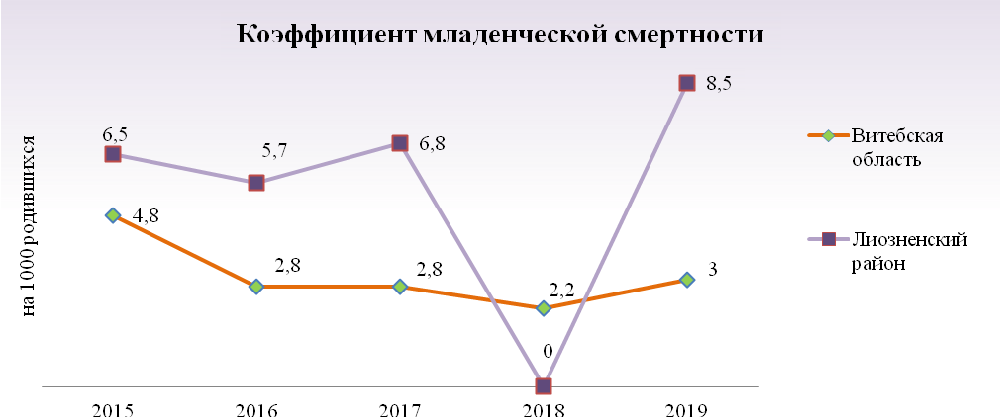 Коэффициент младенческой смертности
на 1000 родившихся
6,5
5,7
6,8
8,5
4,8
2,8
2,8
2,2
3
0
2015
2016
2017
2018
2019
Витебская
область
Лиозненский
район